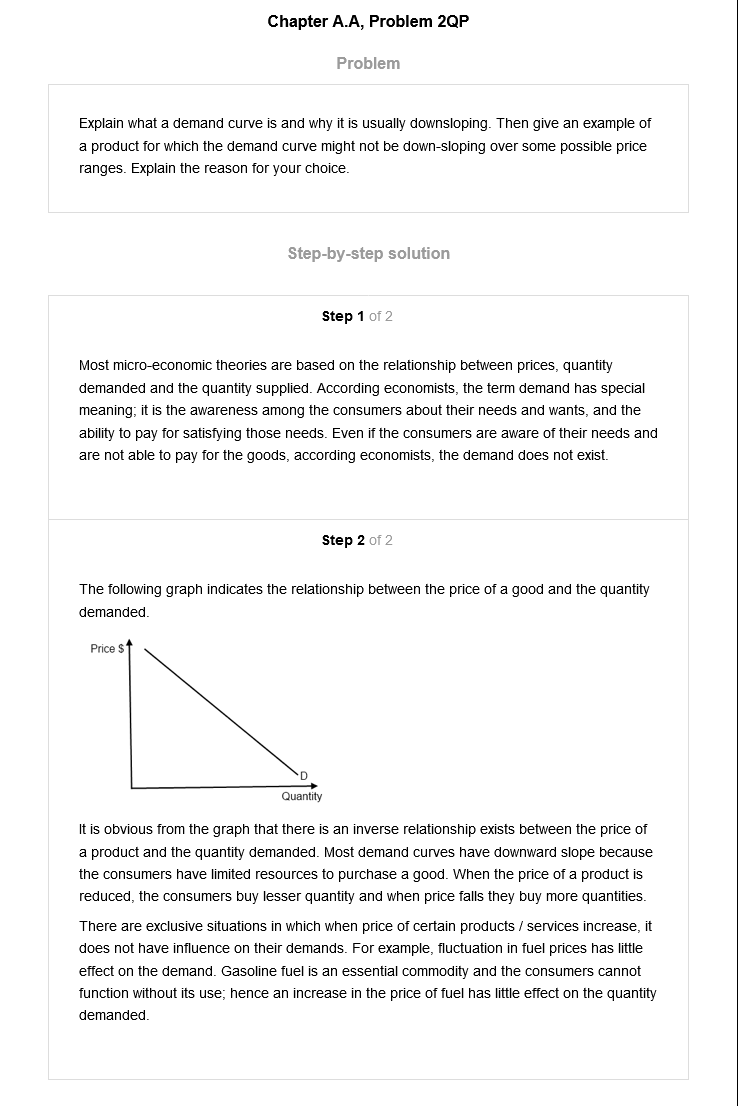 Chapter A.A, Problem 2QP
Problem
Explain what a demand curve is and why it is usually downsloping. Then give an example of
a product for which the demand curve might not be down-sloping over some possible price
ranges. Explain the reason for your choice.
Step-by-step solution
Step 1 of 2
Most micro-economic theories are based on the relationship between prices, quantity
demanded and the quantity supplied. According economists, the term demand has special
meaning; it is the awareness among the consumers about their needs and wants, and the
ability to pay for satisfying those needs. Even if the consumers are aware of their needs and
are not able to pay for the goods, according economists, the demand does not exist.
Step 2 of 2
The following graph indicates the relationship between the price of a good and the quantity
demanded.
Price $
D
Quantity
It is obvious from the graph that there is an inverse relationship exists between the price of
a product and the quantity demanded. Most demand curves have downward slope because
the consumers have limited resources to purchase a good. When the price of a product is
reduced, the consumers buy lesser quantity and when price falls they buy more quantities.
There are exclusive situations in which when price of certain products / services increase, it
does not have influence on their demands. For example, fluctuation in fuel prices has little
effect on the demand. Gasoline fuel is an essential commodity and the consumers cannot
function without its use; hence an increase in the price of fuel has little effect on the quantity
demanded.